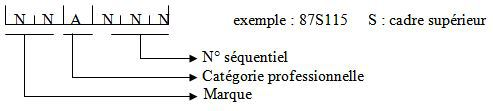 N N A N N N exemple : 87S115 S : cadre supérieur
N° séquentiel
Catégorie professionnelle
Marque